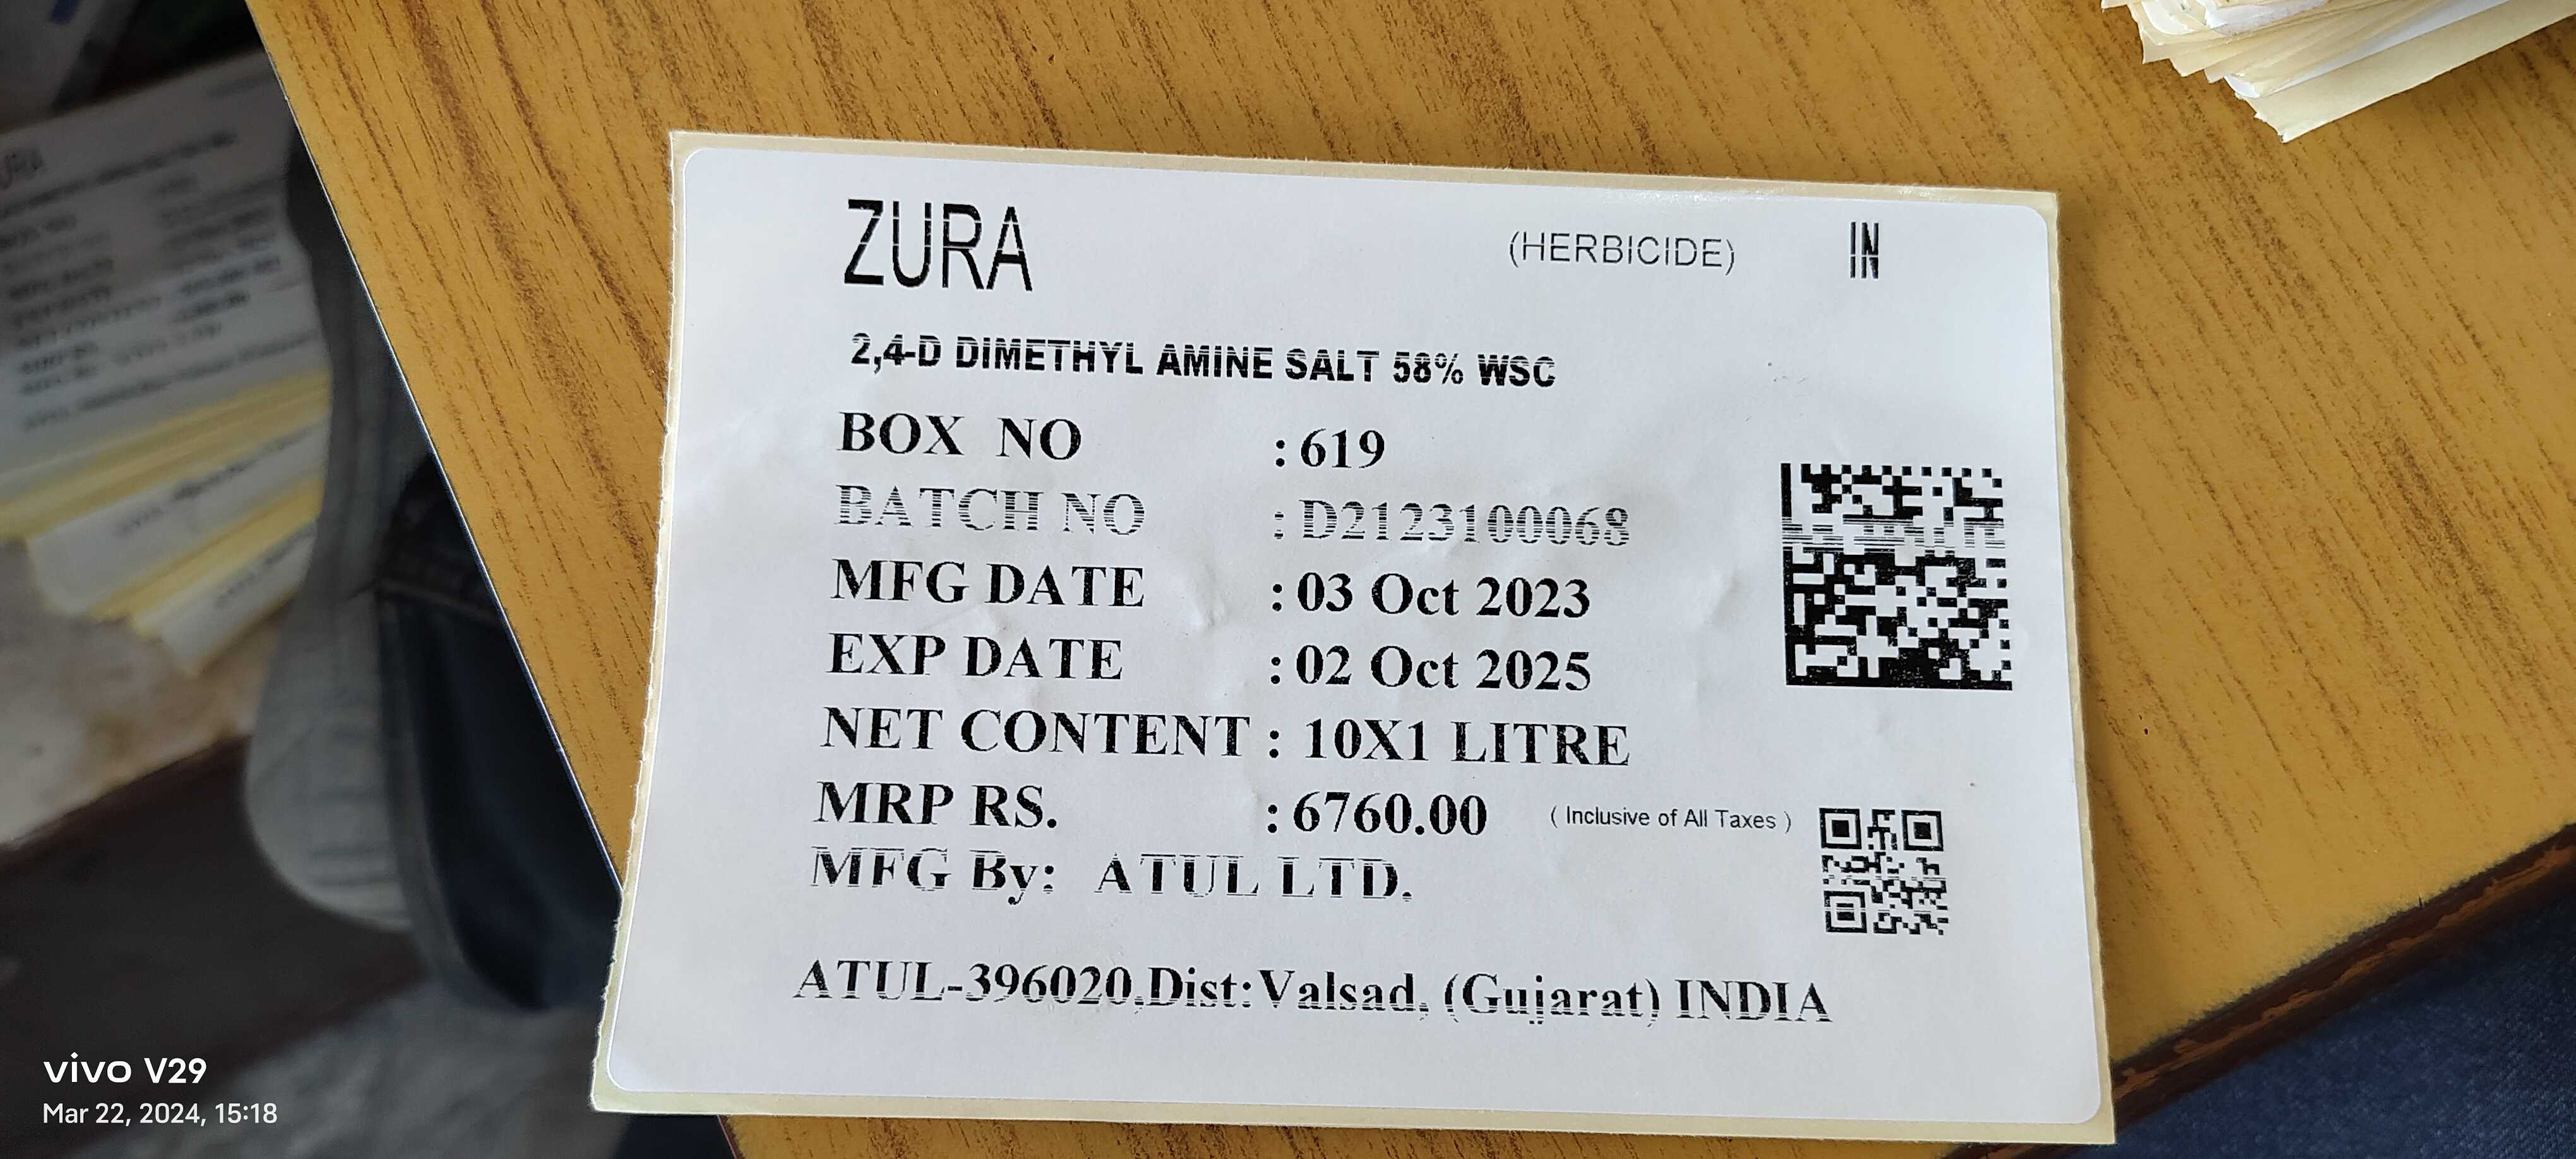 ZURA (HERBICIDE) IN
2,4-D DIMETHYL AMINE SALT 58% WSC
BOX NO : 619
BATCH NO : D2123100068
MFG DATE : 03 Oct 2023
EXP DATE : 02 Oct 2025
NET CONTENT : 10X1 LITRE
MRP RS. : 6760.00 ( Inclusive of All Taxes )
MFG By: ATUL LTD.
ATUL-396020,Dist:Valsad, (Gujarat) INDIA
vivo V29
Mar 22, 2024, 15:18